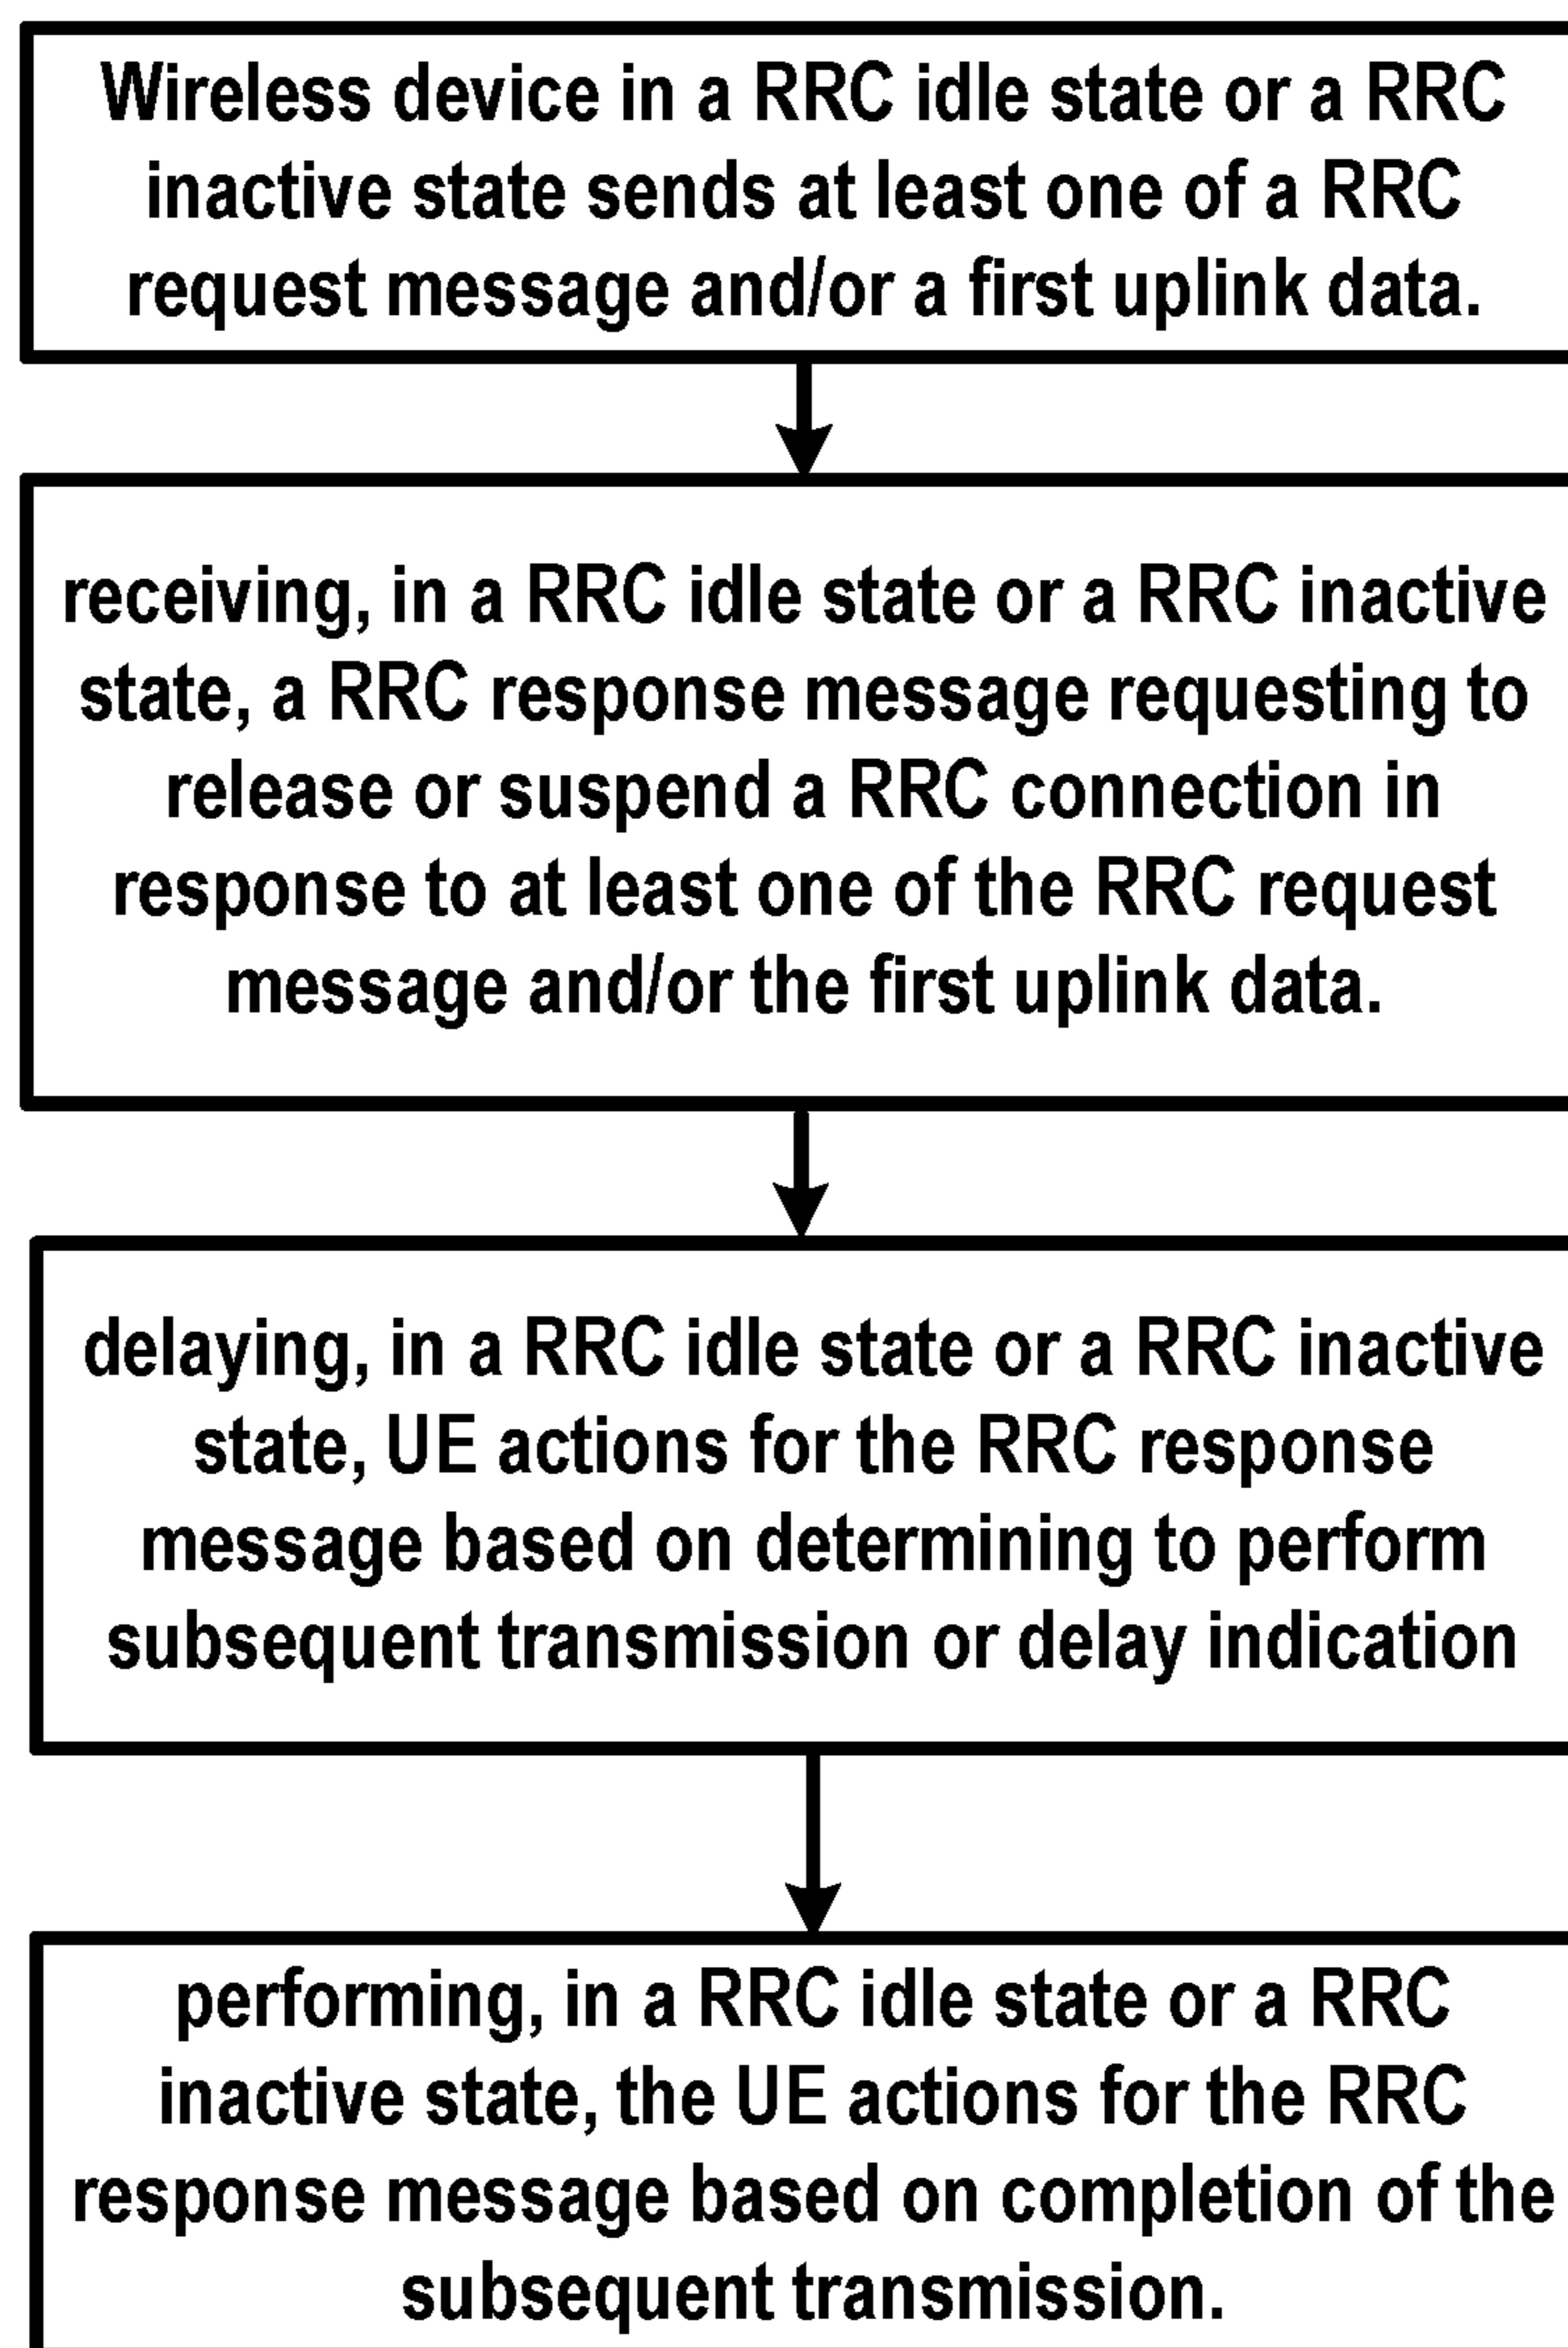 Wireless device in a RRC idle state or a RRC
inactive state sends at least one of a RRC
request message and/or a first uplink data.
receiving, in a RRC idle state or a RRC inactive
state, a RRC response message requesting to
release or suspend a RRC connection in
response to at least one of the RRC request
message and/or the first uplink data.
delaying, in a RRC idle state or a RRC inactive
state, UE actions for the RRC response
message based on determining to perform
subsequent transmission or delay indication
performing, in a RRC idle state or a RRC
inactive state, the UE actions for the RRC
response message based on completion of the
subsequent transmission.